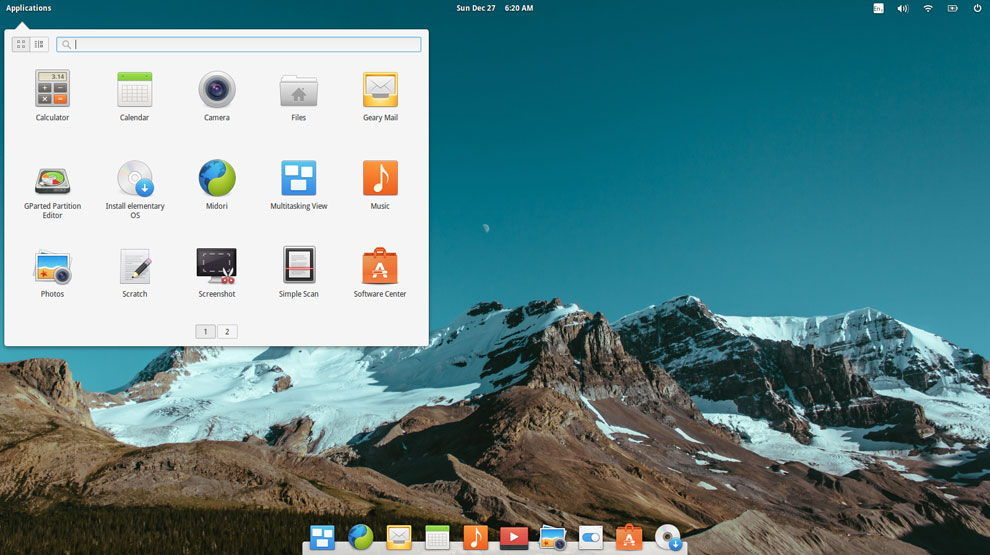 Applications
Sun Dec 27 6:20 AM
En
3.14
Calculator
Calendar
Camera
Files
Geary Mail
GParted Partition
Editor
Install elementary
OS
Midori
Multitasking View
Music
Photos
Scratch
Screenshot
Simple Scan
Software Center
1
2